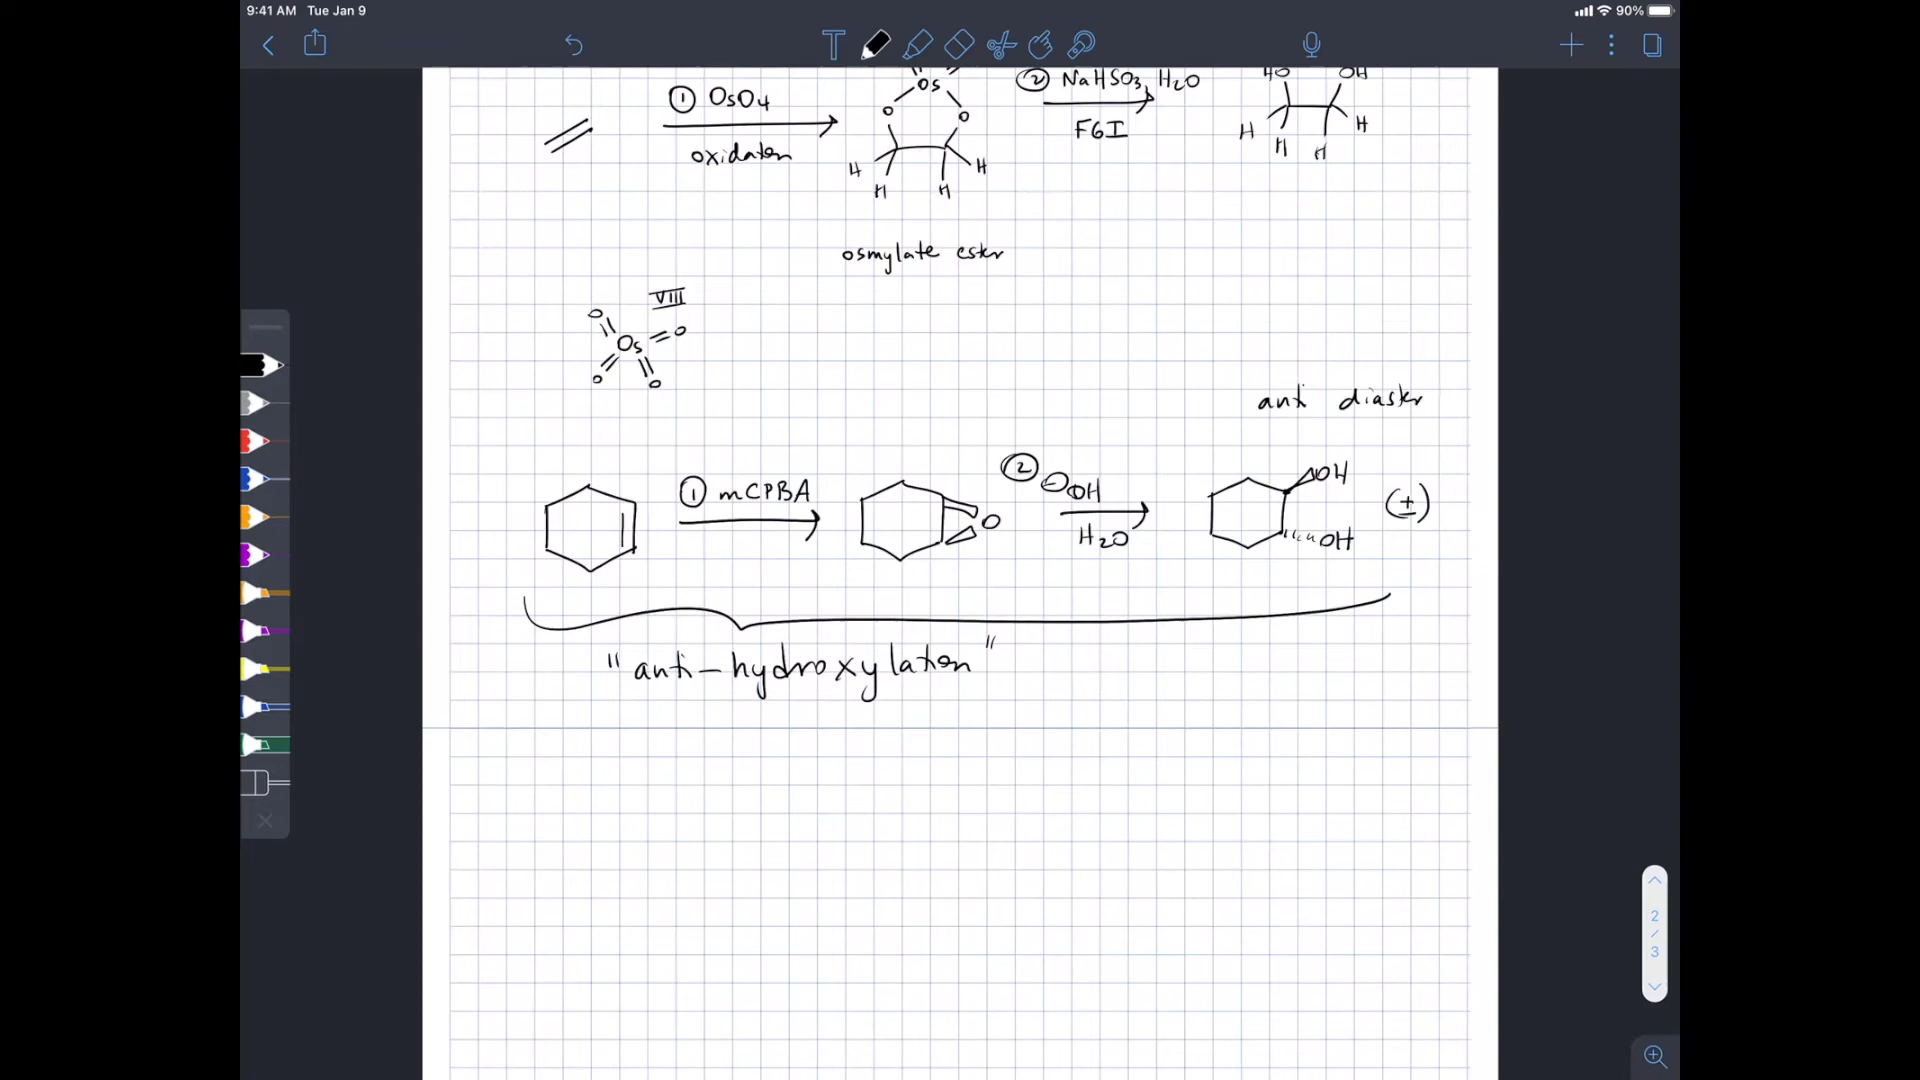 9:41 AM Tue Jan 9
90%
T
① OsO4
oxidaton
Os
O O
H H H H
② NaHSO3, H2O
FGI
HO OH
H H H H
osmylate ester
VIII
O O
Os
O O
anti diaster
① mCPBA
O
② ⊖OH
H2O
OH
OH
(±)
"anti-hydroxylation"
2
/
3